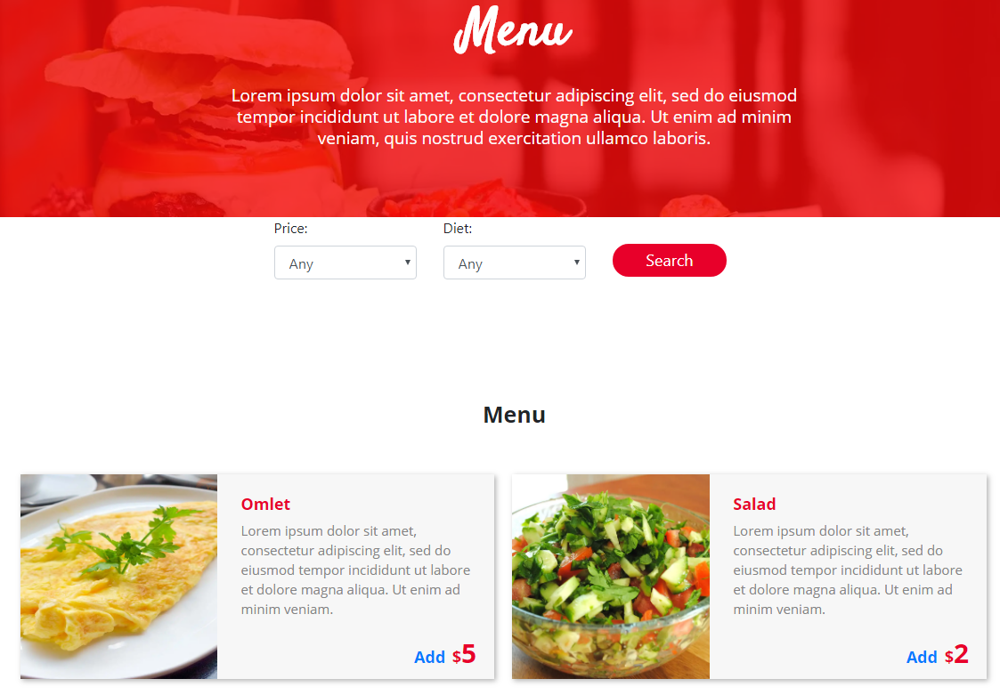 Menu
Lorem ipsum dolor sit amet, consectetur adipiscing elit, sed do eiusmod
tempor incididunt ut labore et dolore magna aliqua. Ut enim ad minim
veniam, quis nostrud exercitation ullamco laboris.
Price:
Diet:
Any
Any
Search
Menu
Omlet
Lorem ipsum dolor sit amet,
consectetur adipiscing elit, sed do
eiusmod tempor incididunt ut labore
et dolore magna aliqua. Ut enim ad
minim veniam.
Add $5
Salad
Lorem ipsum dolor sit amet,
consectetur adipiscing elit, sed do
eiusmod tempor incididunt ut labore
et dolore magna aliqua. Ut enim ad
minim veniam.
Add $2